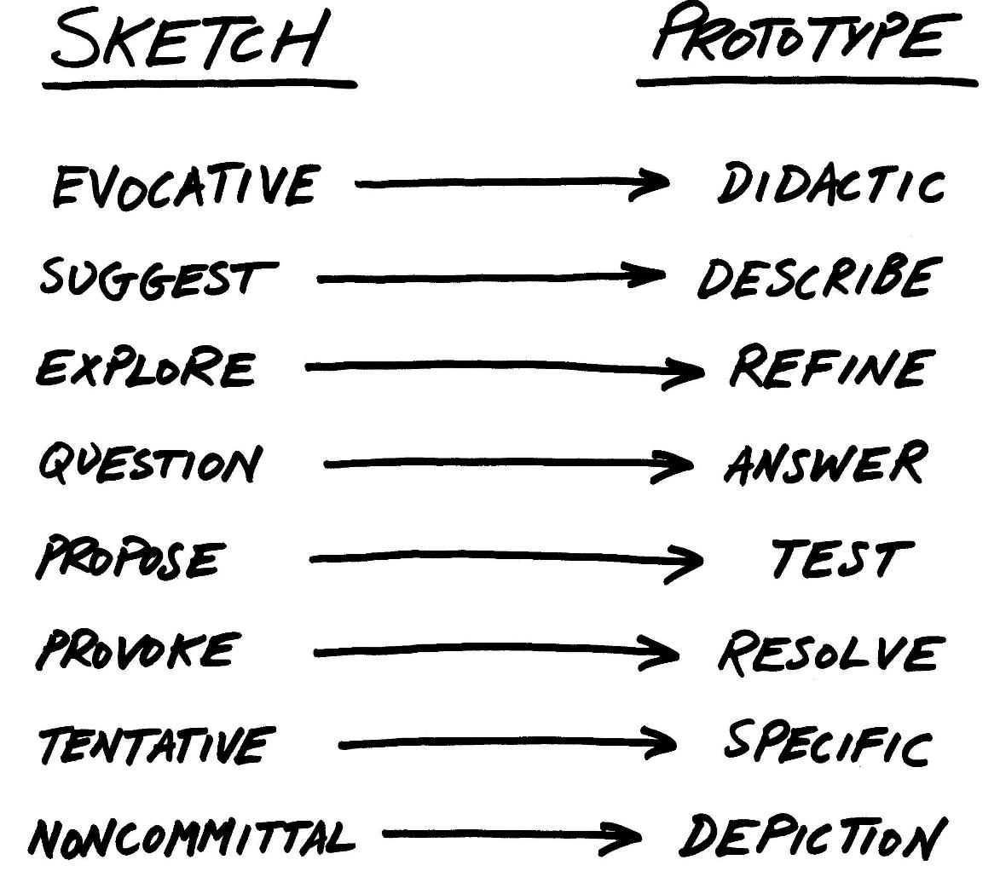 SKETCH PROTOTYPE
EVOCATIVE DIDACTIC
SUGGEST DESCRIBE
EXPLORE REFINE
QUESTION ANSWER
PROPOSE TEST
PROVOKE RESOLVE
TENTATIVE SPECIFIC
NONCOMMITTAL DEPICTION